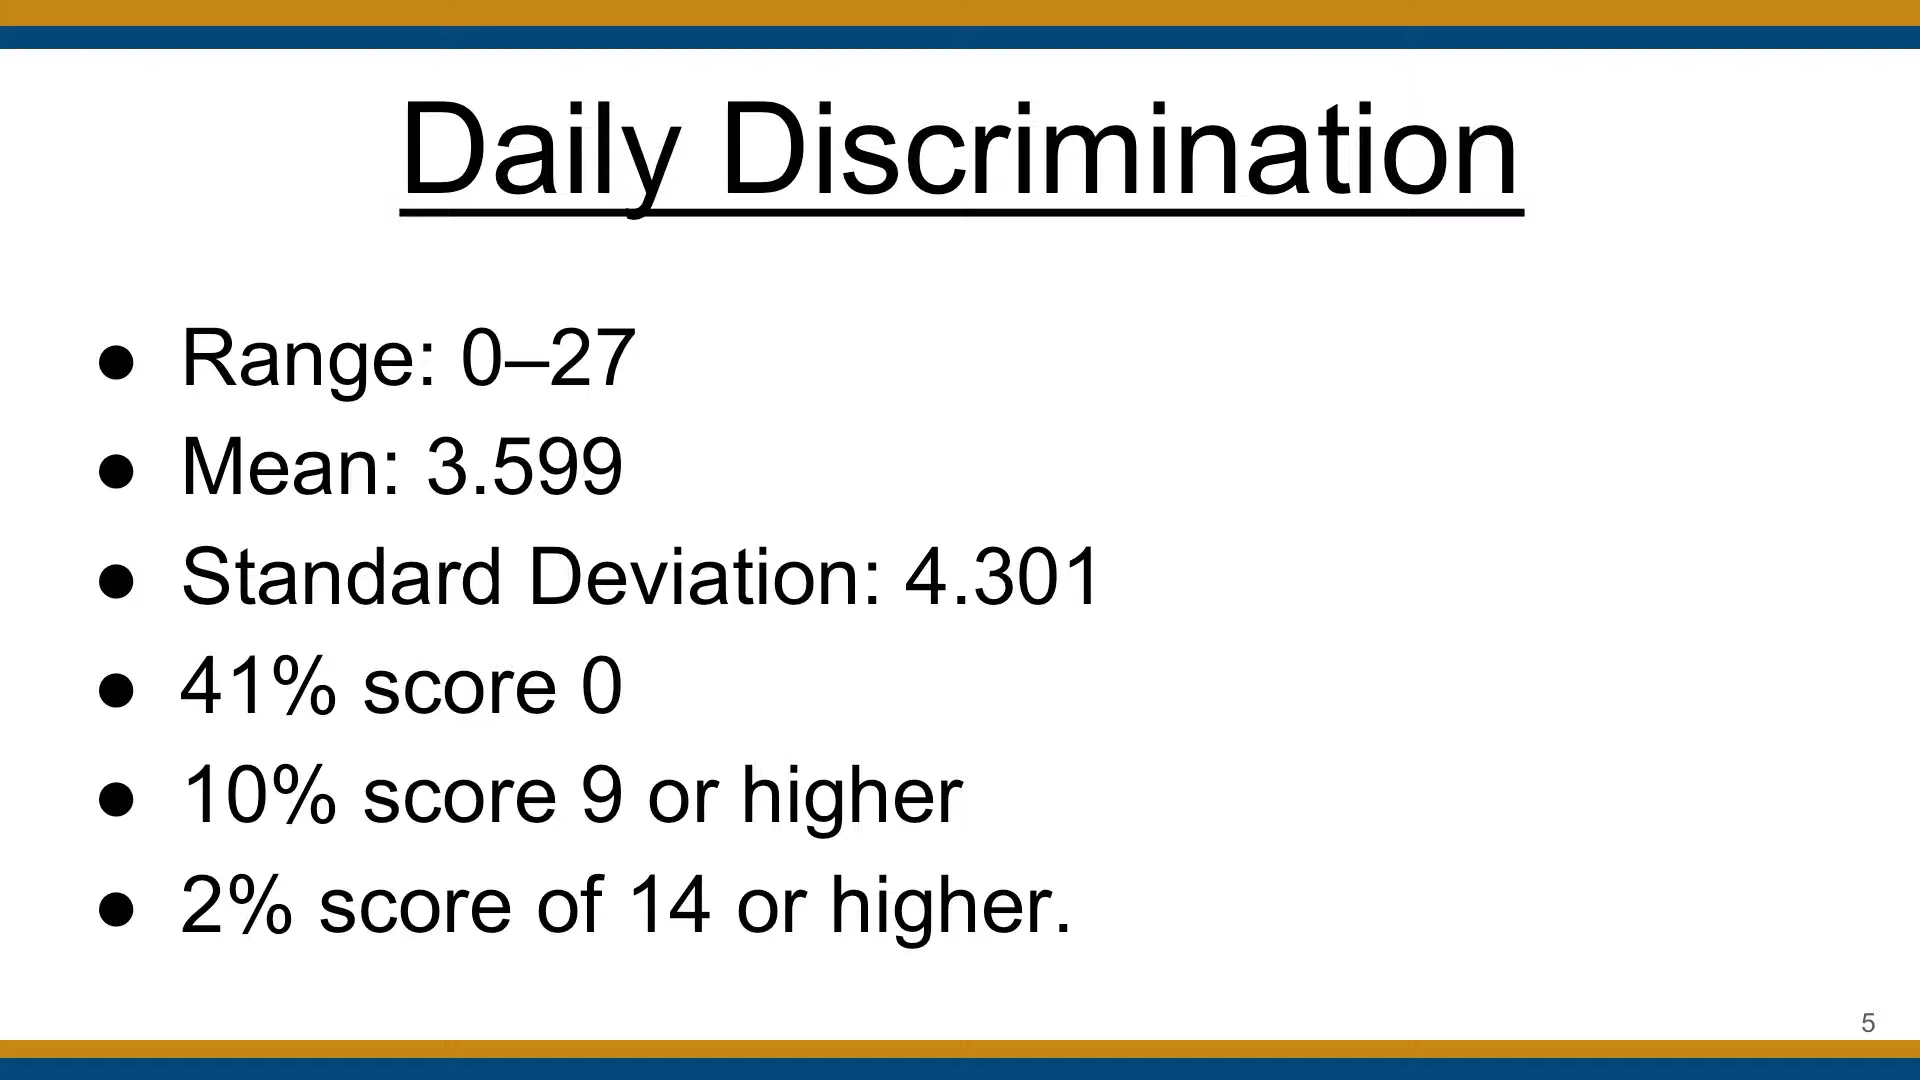 Daily Discrimination
● Range: 0–27
● Mean: 3.599
● Standard Deviation: 4.301
● 41% score 0
● 10% score 9 or higher
● 2% score of 14 or higher.
5